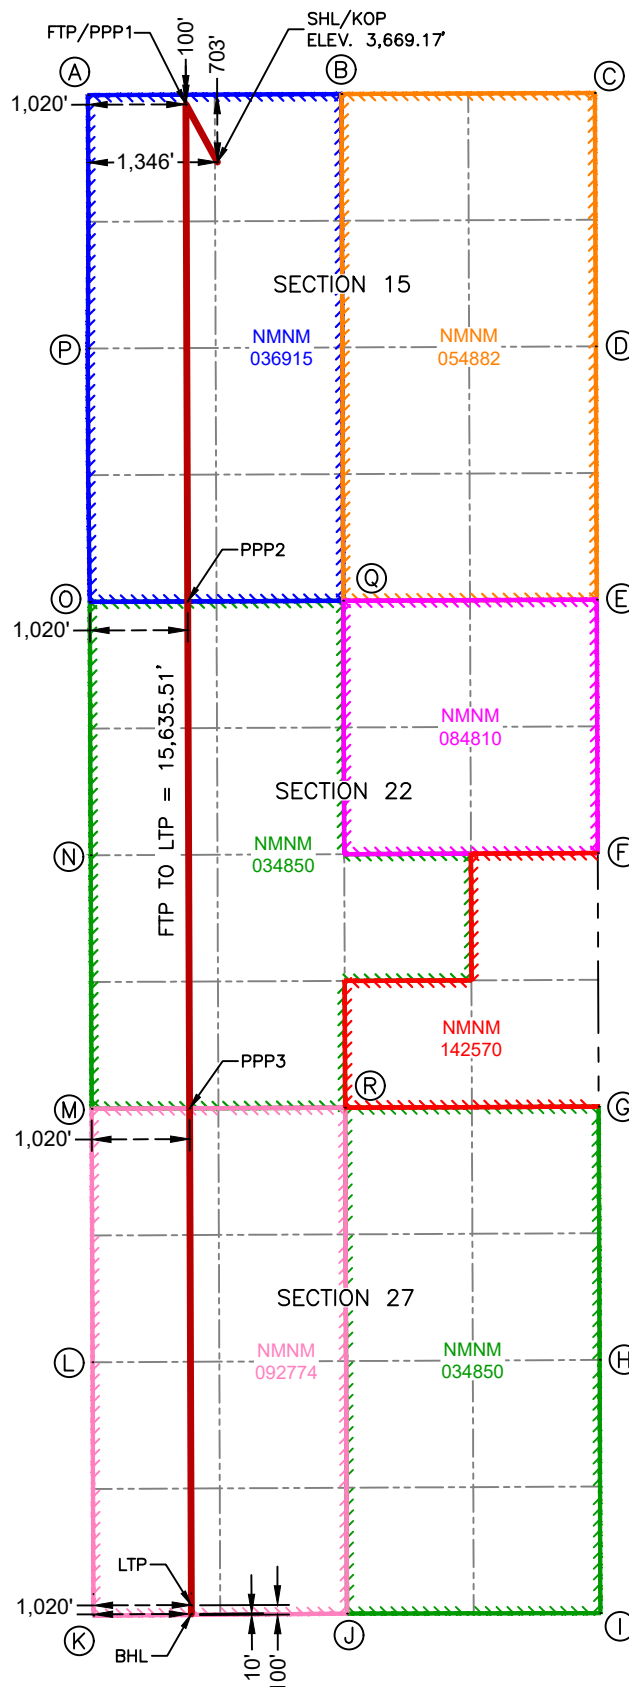 FTP/PPP1
100'
703'
SHL/KOP
ELEV. 3,669.17'
A
B
C
1,020'
1,346'
SECTION 15
NMNM
036915
NMNM
054882
P
D
PPP2
Q
O
E
1,020'
NMNM
084810
FTP TO LTP = 15,635.51'
SECTION 22
NMNM
034850
N
F
NMNM
142570
PPP3
R
M
G
1,020'
SECTION 27
NMNM
092774
NMNM
034850
L
H
LTP
1,020'
K
BHL
10'
100'
J
I